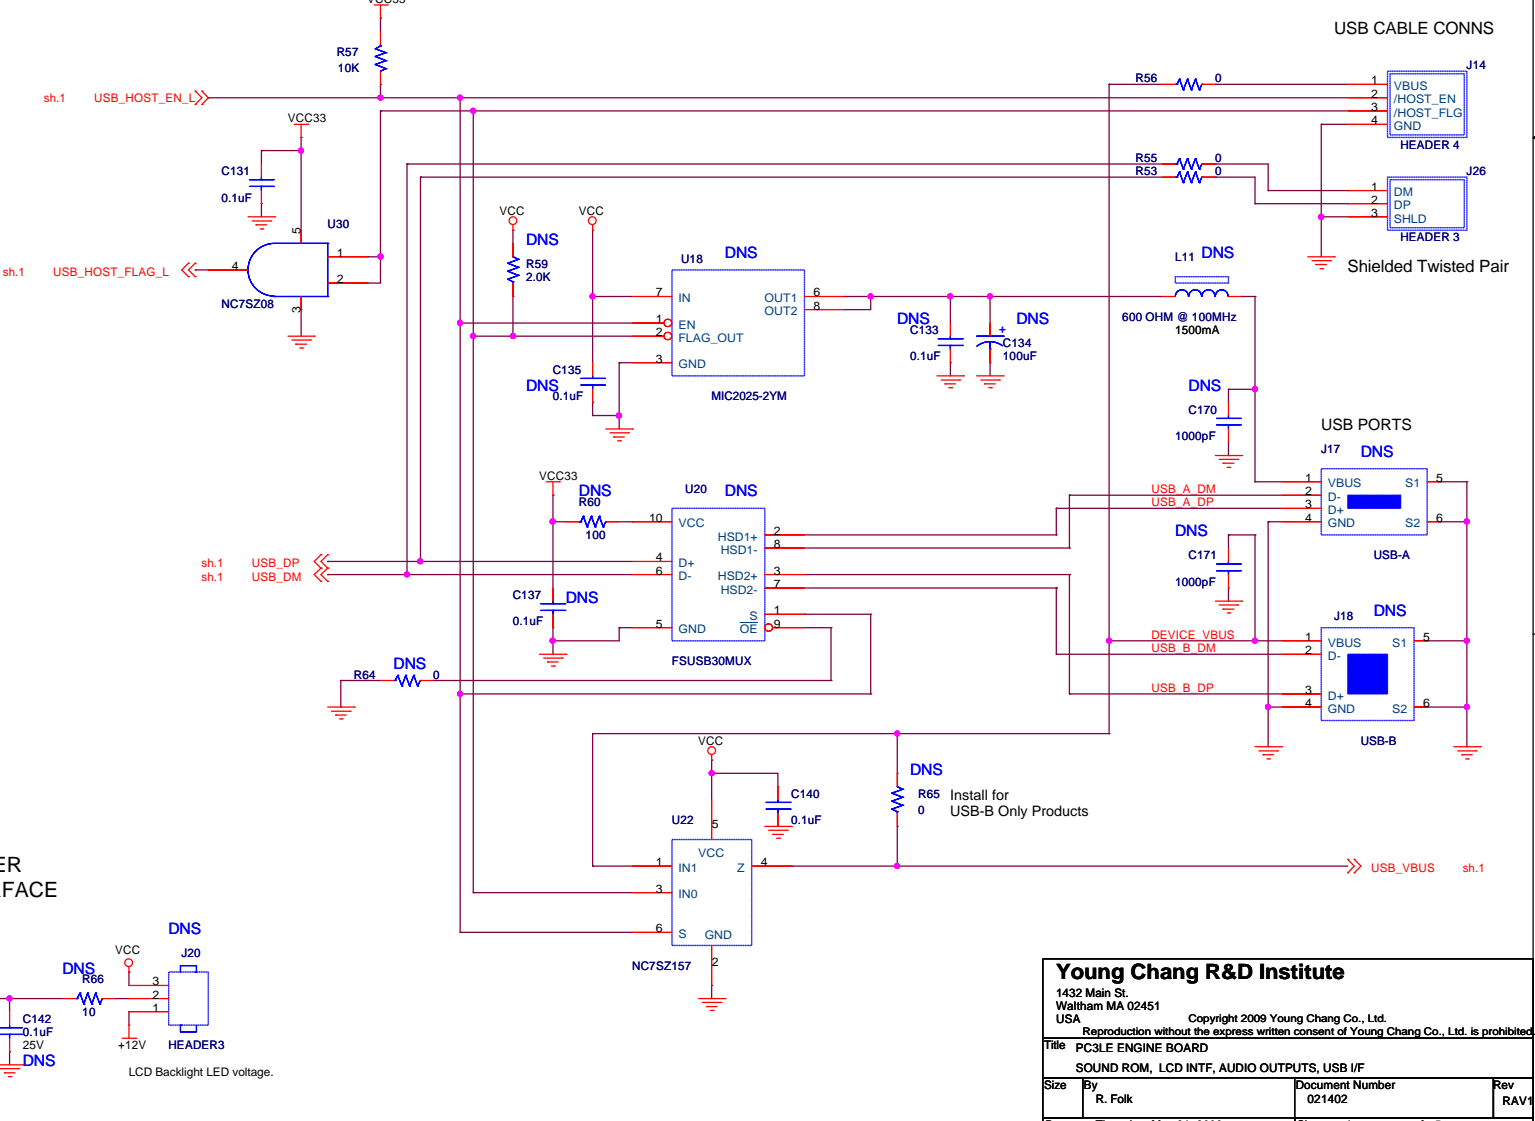 VCC33
USB CABLE CONNS
R57
10K
sh.1 USB_HOST_EN_L
VCC33
C131
0.1uF
U30
5
4
1
2
3
NC7SZ08
sh.1 USB_HOST_FLAG_L
R56 0
J14
1 VBUS
2 /HOST_EN
3 /HOST_FLG
4 GND
HEADER 4
R55 0
R53 0
J26
1 DM
2 DP
3 SHLD
HEADER 3
Shielded Twisted Pair
VCC
DNS
R59
2.0K
VCC
U18 DNS
7 IN
1 EN
2 FLAG_OUT
3 GND
OUT1 6
OUT2 8
MIC2025-2YM
C135
DNS
0.1uF
DNS
C133
0.1uF
DNS
+
C134
100uF
L11 DNS
600 OHM @ 100MHz
1500mA
DNS
C170
1000pF
USB PORTS
J17 DNS
1 VBUS S1 5
2 D-
3 D+
4 GND S2 6
USB-A
USB_A_DM
USB_A_DP
VCC33
DNS
R60
100
U20 DNS
10 VCC
4 D+
6 D-
5 GND
HSD1+ 2
HSD1- 8
HSD2+ 3
HSD2- 7
S 1
OE 9
FSUSB30MUX
sh.1 USB_DP
sh.1 USB_DM
C137 DNS
0.1uF
DNS
R64 0
DNS
C171
1000pF
J18 DNS
DEVICE_VBUS
USB_B_DM
USB_B_DP
1 VBUS S1 5
2 D-
3 D+
4 GND S2 6
USB-B
VCC
C140
0.1uF
U22
5
VCC
1 IN1 Z 4
3 IN0
6 S GND
2
NC7SZ157
DNS
R65
0
Install for
USB-B Only Products
USB_VBUS sh.1
ER
FACE
DNS
J20
VCC
DNS
R66
10
3
2
1
+12V
HEADER3
C142
0.1uF
25V
DNS
LCD Backlight LED voltage.
Young Chang R&D Institute
1432 Main St.
Waltham MA 02451
USA
Copyright 2009 Young Chang Co., Ltd.
Reproduction without the express written consent of Young Chang Co., Ltd. is prohibited
Title PC3LE ENGINE BOARD
SOUND ROM, LCD INTF, AUDIO OUTPUTS, USB I/F
Size By Document Number Rev
R. Folk 021402 RAV1